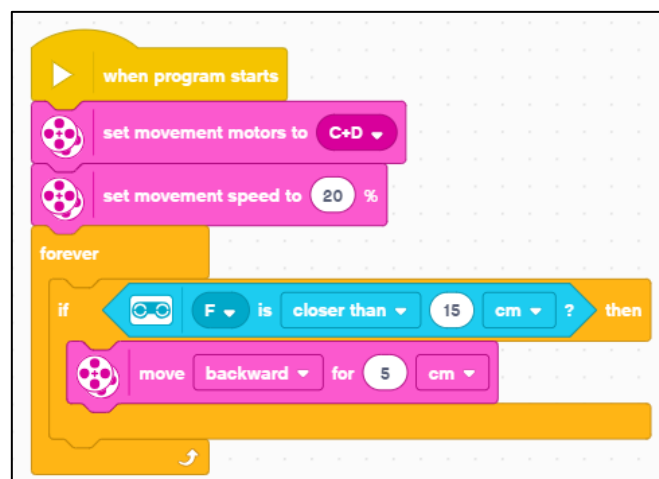 when program starts
set movement motors to C+D
set movement speed to 20 %
forever
if F is closer than 15 cm ? then
move backward for 5 cm